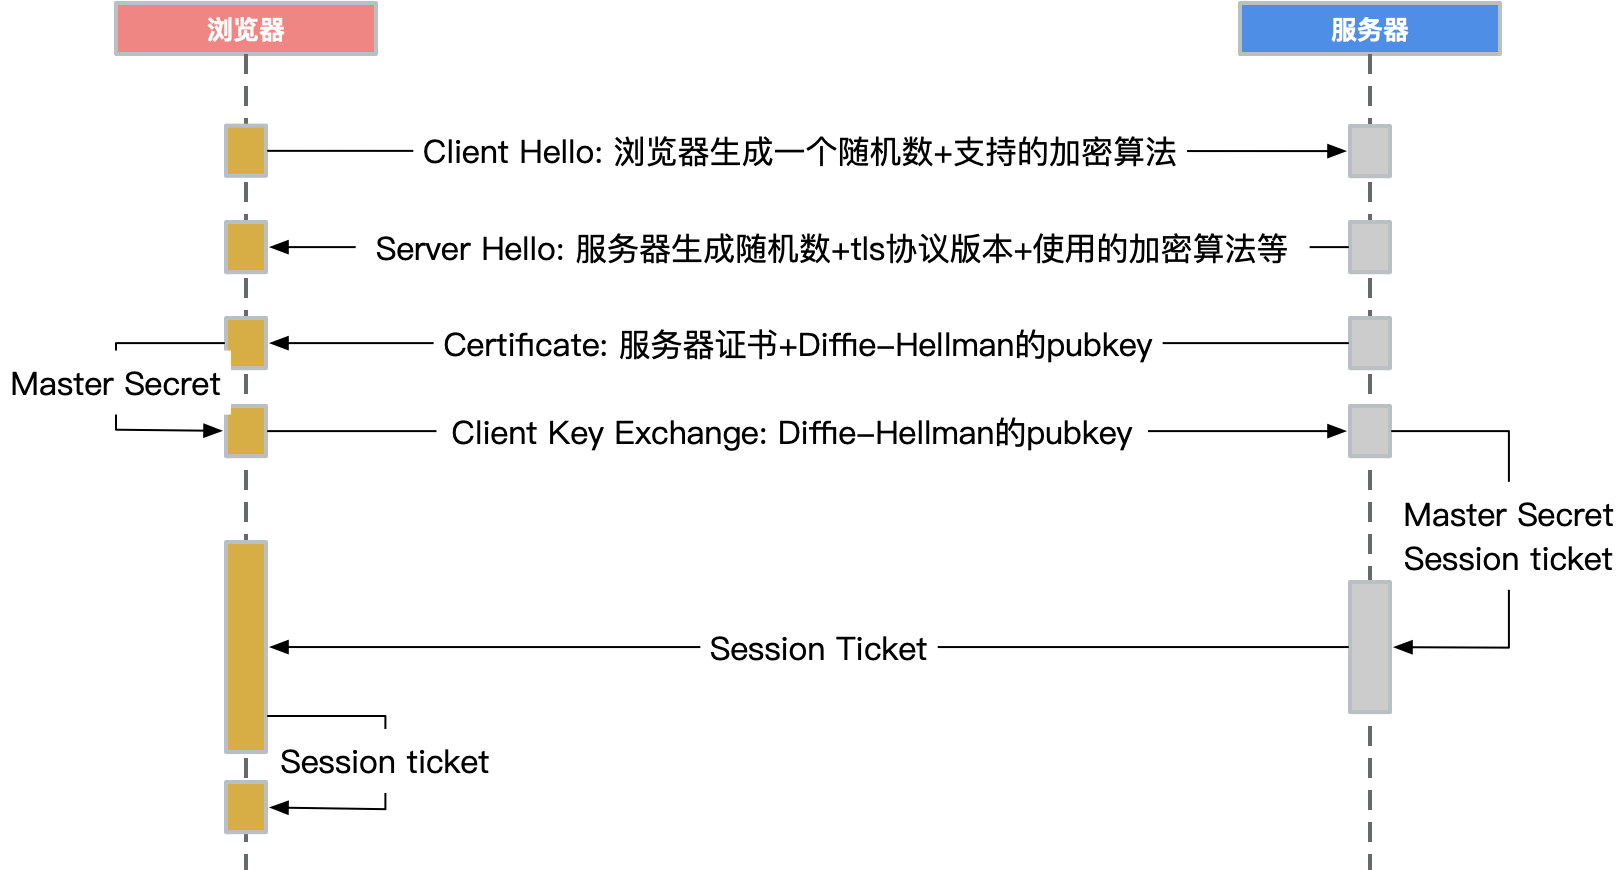 浏览器
服务器
Client Hello: 浏览器生成一个随机数+支持的加密算法
Server Hello: 服务器生成随机数+tls协议版本+使用的加密算法等
Certificate: 服务器证书+Diffie-Hellman的pubkey
Master Secret
Client Key Exchange: Diffie-Hellman的pubkey
Master Secret
Session ticket
Session Ticket
Session ticket